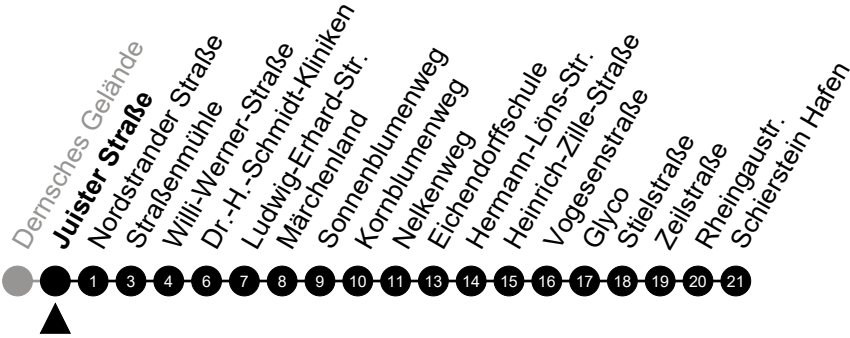 Dernsches Gelände
Juister Straße
Nordstrander Straße
Straßenmühle
Willi-Werner-Straße
Dr.-H.-Schmidt-Kliniken
Ludwig-Erhard-Str.
Märchenland
Sonnenblumenweg
Kornblumenweg
Nelkenweg
Eichendorffschule
Hermann-Löns-Str.
Heinrich-Zille-Straße
Vogesenstraße
Glyco
Stielstraße
Zeilstraße
Rheingaustr.
Schierstein Hafen
1 3 4 6 7 8 9 10 11 13 14 15 16 17 18 19 20 21